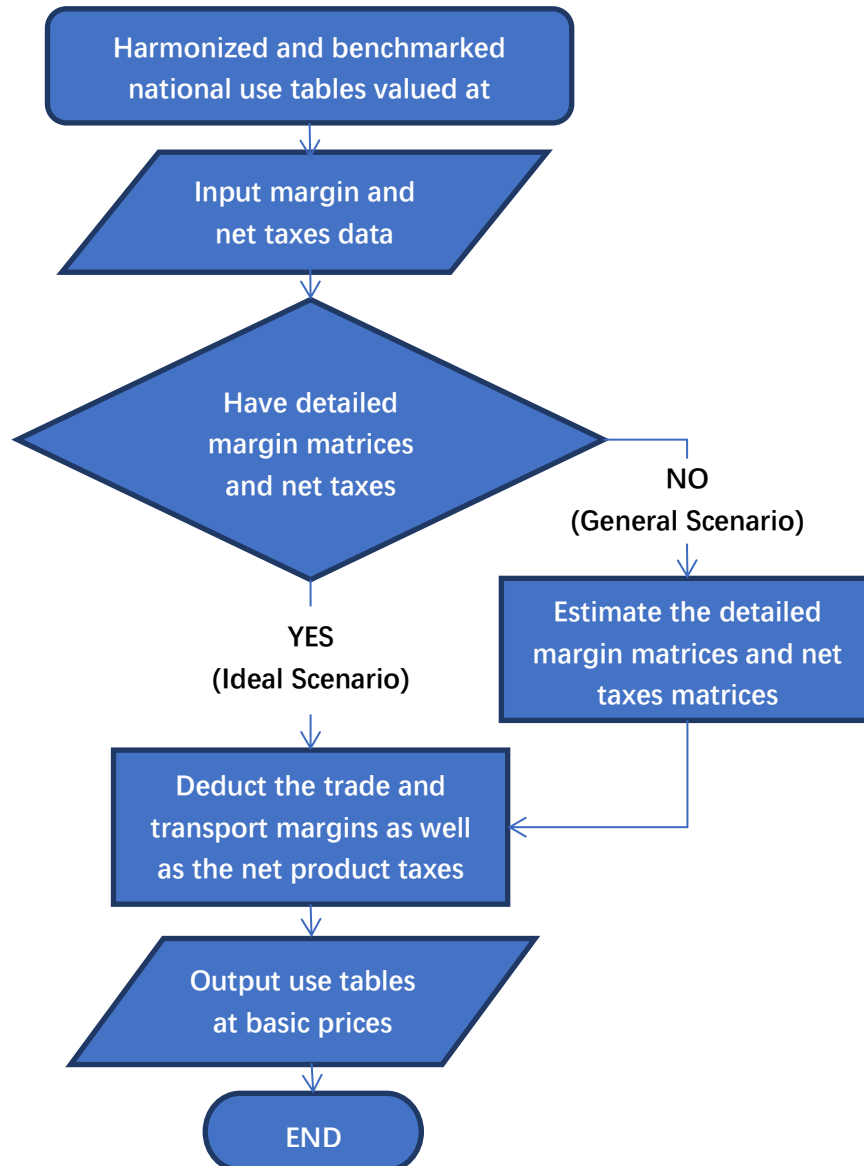 Harmonized and benchmarked
national use tables valued at
Input margin and
net taxes data
Have detailed
margin matrices
and net taxes
NO
(General Scenario)
Estimate the detailed
margin matrices and net
taxes matrices
YES
(Ideal Scenario)
Deduct the trade and
transport margins as well
as the net product taxes
Output use tables
at basic prices
END